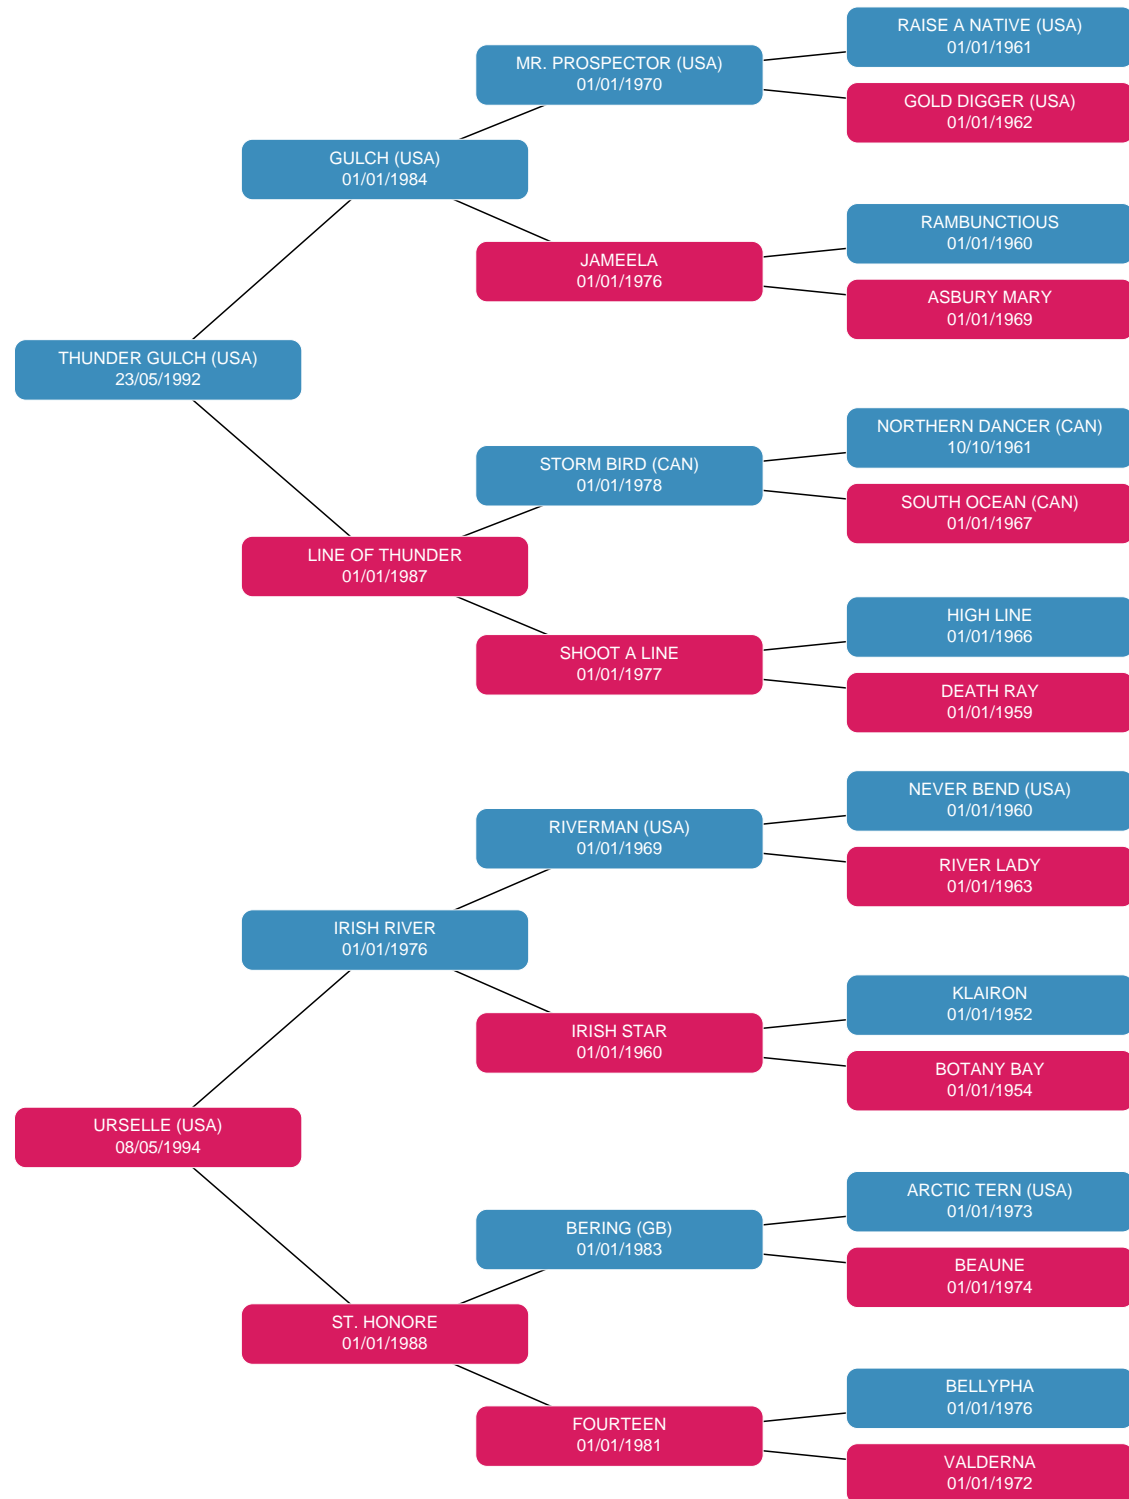 RAISE A NATIVE (USA)
01/01/1961
MR. PROSPECTOR (USA)
01/01/1970
GOLD DIGGER (USA)
01/01/1962
GULCH (USA)
01/01/1984
RAMBUNCTIOUS
01/01/1960
JAMEELA
01/01/1976
ASBURY MARY
01/01/1969
THUNDER GULCH (USA)
23/05/1992
NORTHERN DANCER (CAN)
10/10/1961
STORM BIRD (CAN)
01/01/1978
SOUTH OCEAN (CAN)
01/01/1967
LINE OF THUNDER
01/01/1987
HIGH LINE
01/01/1966
SHOOT A LINE
01/01/1977
DEATH RAY
01/01/1959
NEVER BEND (USA)
01/01/1960
RIVERMAN (USA)
01/01/1969
RIVER LADY
01/01/1963
IRISH RIVER
01/01/1976
KLAIRON
01/01/1952
IRISH STAR
01/01/1960
BOTANY BAY
01/01/1954
URSELLE (USA)
08/05/1994
ARCTIC TERN (USA)
01/01/1973
BERING (GB)
01/01/1983
BEAUNE
01/01/1974
ST. HONORE
01/01/1988
BELLYPHA
01/01/1976
FOURTEEN
01/01/1981
VALDERNA
01/01/1972